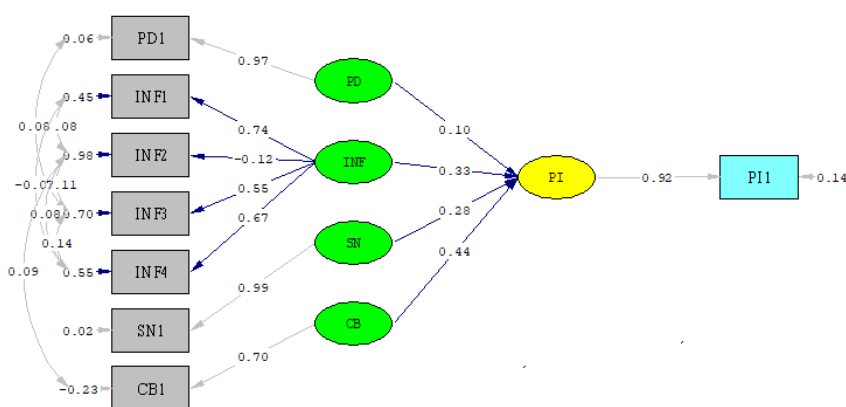 0.06 PD1
0.97
PD
0.45 INF1
0.10
0.08 0.08
0.74
0.98 INF2
-0.12
INF
0.33
PI
0.92
PI1
0.14
-0.07 0.11
0.55
0.08 0.70 INF3
0.67
0.28
0.14
SN
0.44
0.09 0.55 INF4
0.99
0.02 SN1
CB
0.70
-0.23 CB1